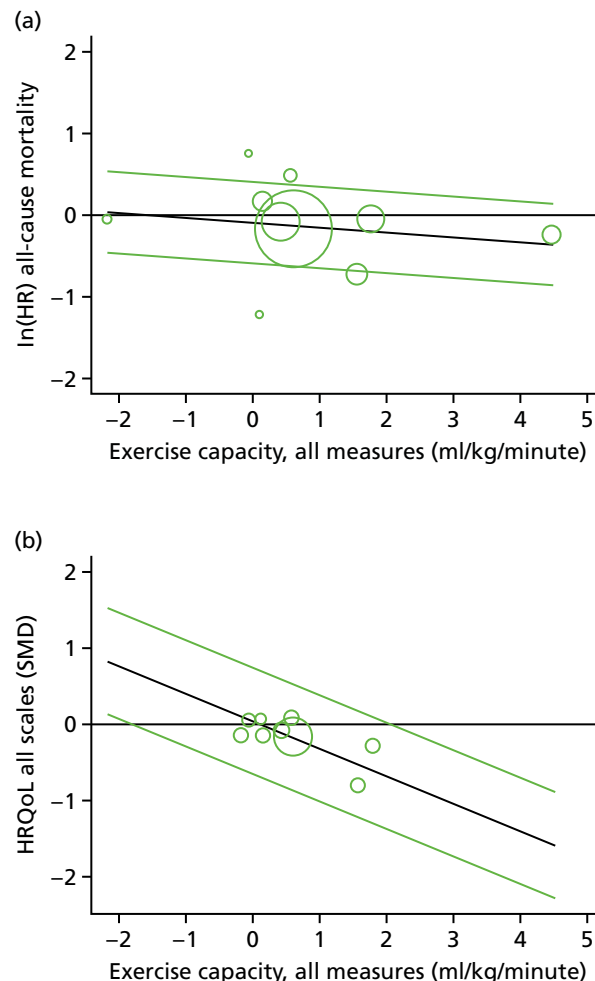 (a)
2
1
0
−1
−2
ln(HR) all-cause mortality
−2 −1 0 1 2 3 4 5
Exercise capacity, all measures (ml/kg/minute)
(b)
2
1
0
−1
−2
HRQoL all scales (SMD)
−2 −1 0 1 2 3 4 5
Exercise capacity, all measures (ml/kg/minute)